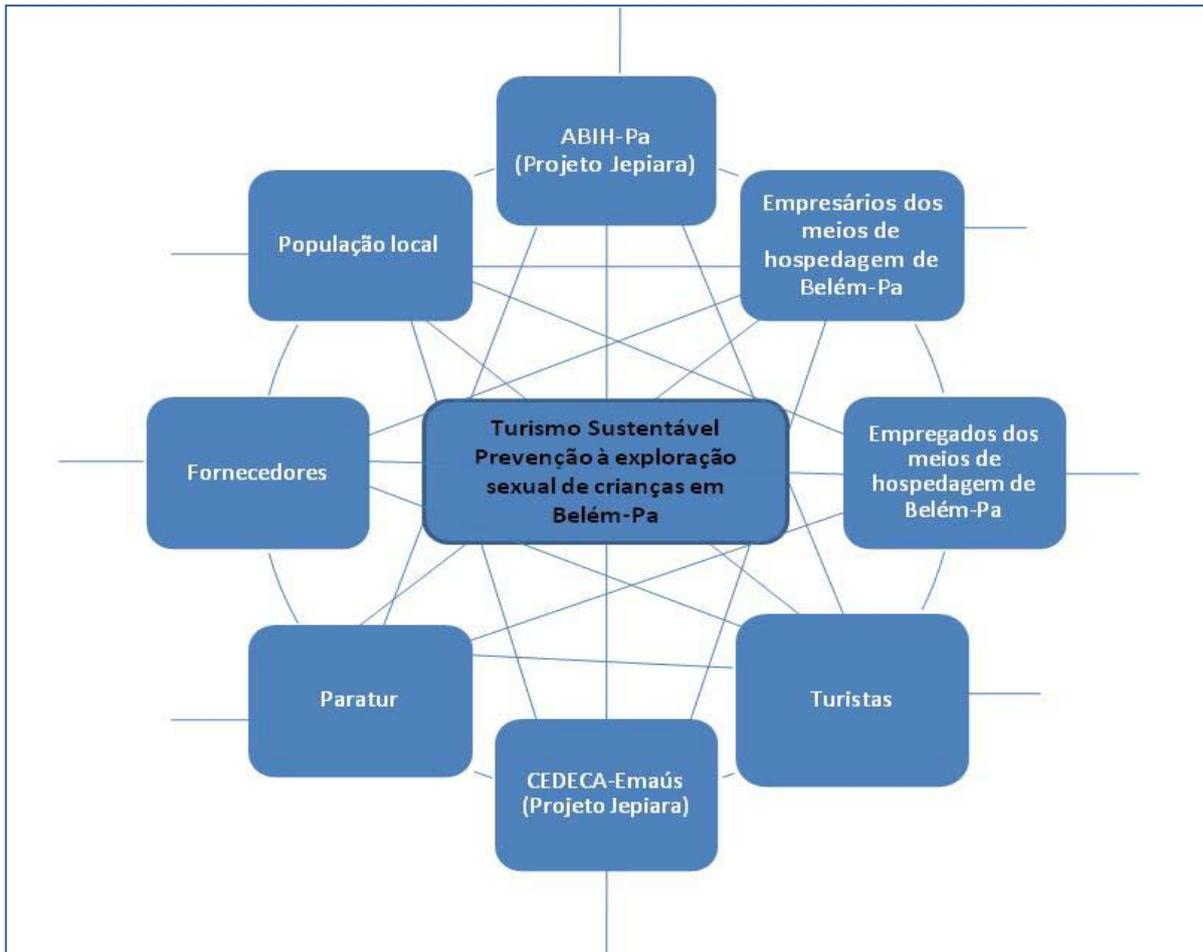 ABIH-Pa
(Projeto Jepiara)
Empresários dos
meios de
hospedagem de
Belém-Pa
População local
Fornecedores
Turismo Sustentável
Prevenção à exploração
sexual de crianças em
Belém-Pa
Empregados dos
meios de
hospedagem de
Belém-Pa
Paratur
Turistas
CEDECA-Emaús
(Projeto Jepiara)